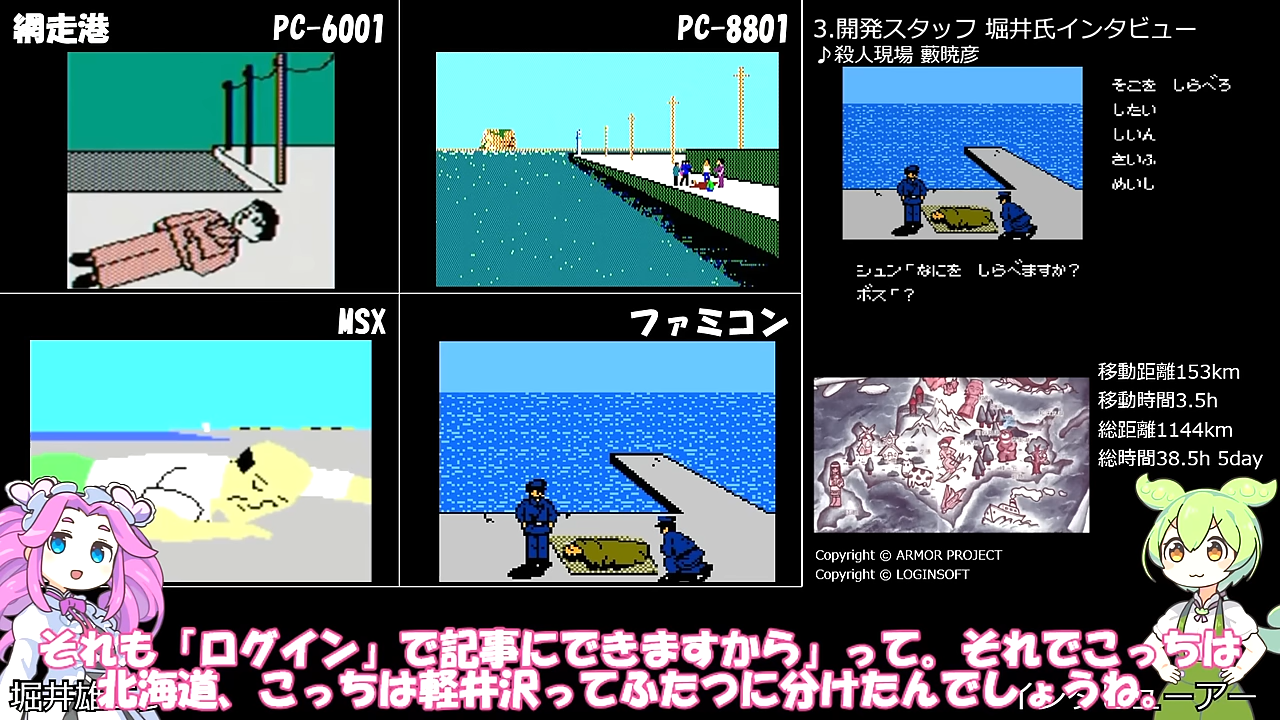 網走港
PC-6001
PC-8801
3.開発スタッフ 堀井氏インタビュー
♪殺人現場 藪暁彦
そこを しらべろ
したい
しいん
さいふ
めいし
シュン「なにを しらべますか?
ボス「?
MSX
ファミコン
移動距離153km
移動時間3.5h
総距離1144km
総時間38.5h 5day
Copyright © ARMOR PROJECT
Copyright © LOGINSOFT
それも「ログイン」で記事にできますから」って。それでこっちは
北海道、こっちは軽井沢ってふたつに分けたんでしょうね。
堀井雄
ューアー